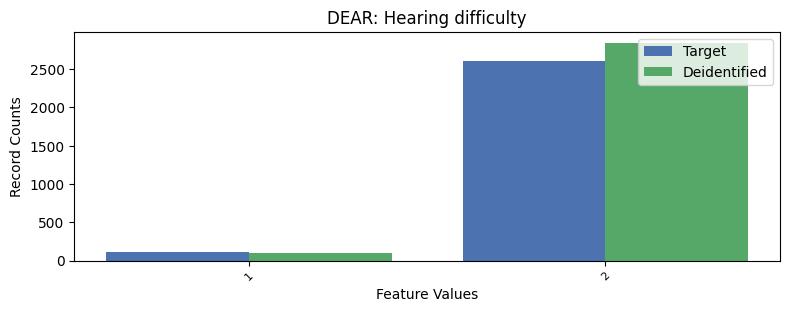 DEAR: Hearing difficulty
Target
Deidentified
2500
2000
1500
1000
500
0
Record Counts
1
2
Feature Values